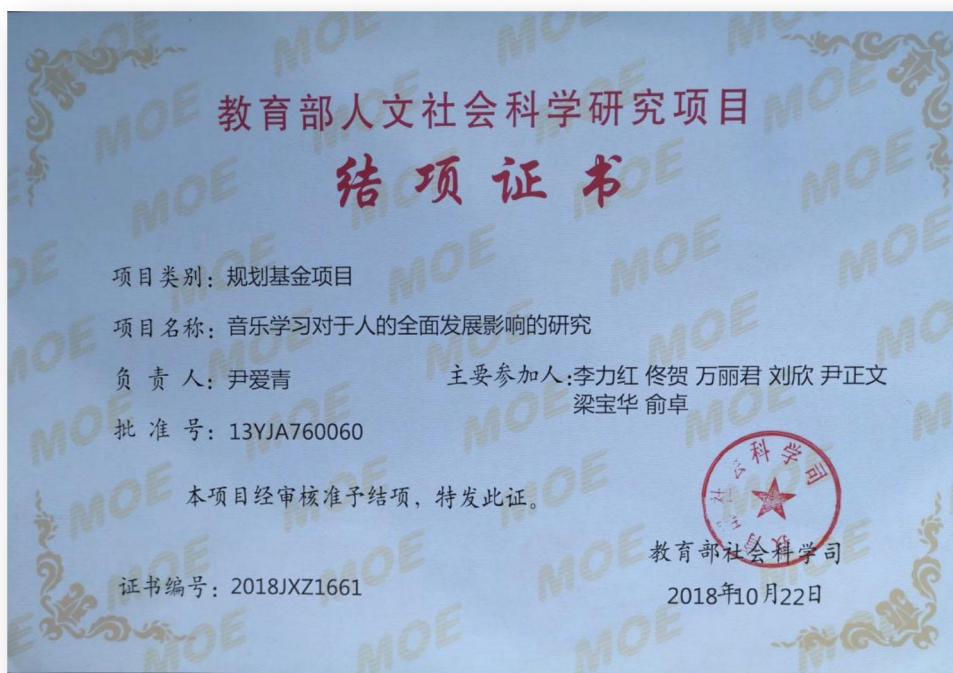 教育部人文社会科学研究项目
结项证书
项目类别：规划基金项目
项目名称：音乐学习对于人的全面发展影响的研究
负责人：尹爱青
主要参加人：李力红 佟贺 万丽君 刘欣 尹正文
梁宝华 俞卓
批准号：13YJA760060
本项目经审核准予结项，特发此证。
教育部社会科学司
证书编号：2018JXZ1661
2018年10月22日
MOE